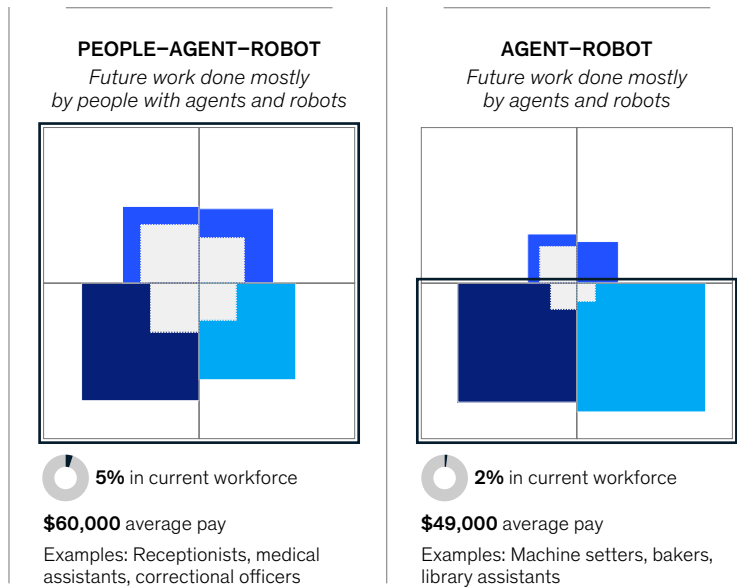 PEOPLE–AGENT–ROBOT
Future work done mostly
by people with agents and robots
5% in current workforce
$60,000 average pay
Examples: Receptionists, medical
assistants, correctional officers
AGENT–ROBOT
Future work done mostly
by agents and robots
2% in current workforce
$49,000 average pay
Examples: Machine setters, bakers,
library assistants